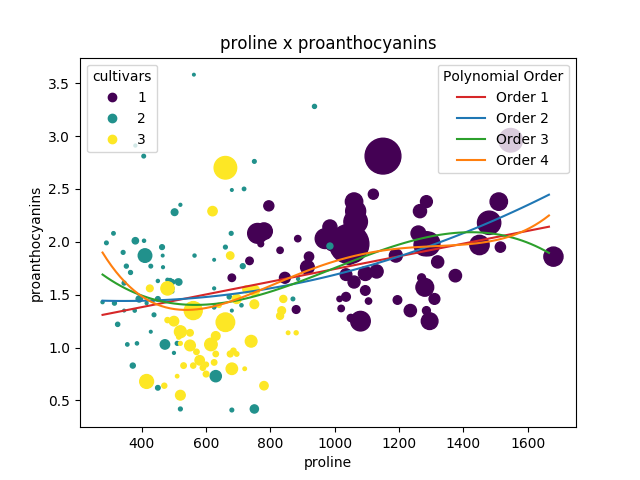 proline x proanthocyanins
cultivars
1
2
3
Polynomial Order
Order 1
Order 2
Order 3
Order 4
3.5
3.0
2.5
2.0
1.5
1.0
0.5
proanthocyanins
400 600 800 1000 1200 1400 1600
proline